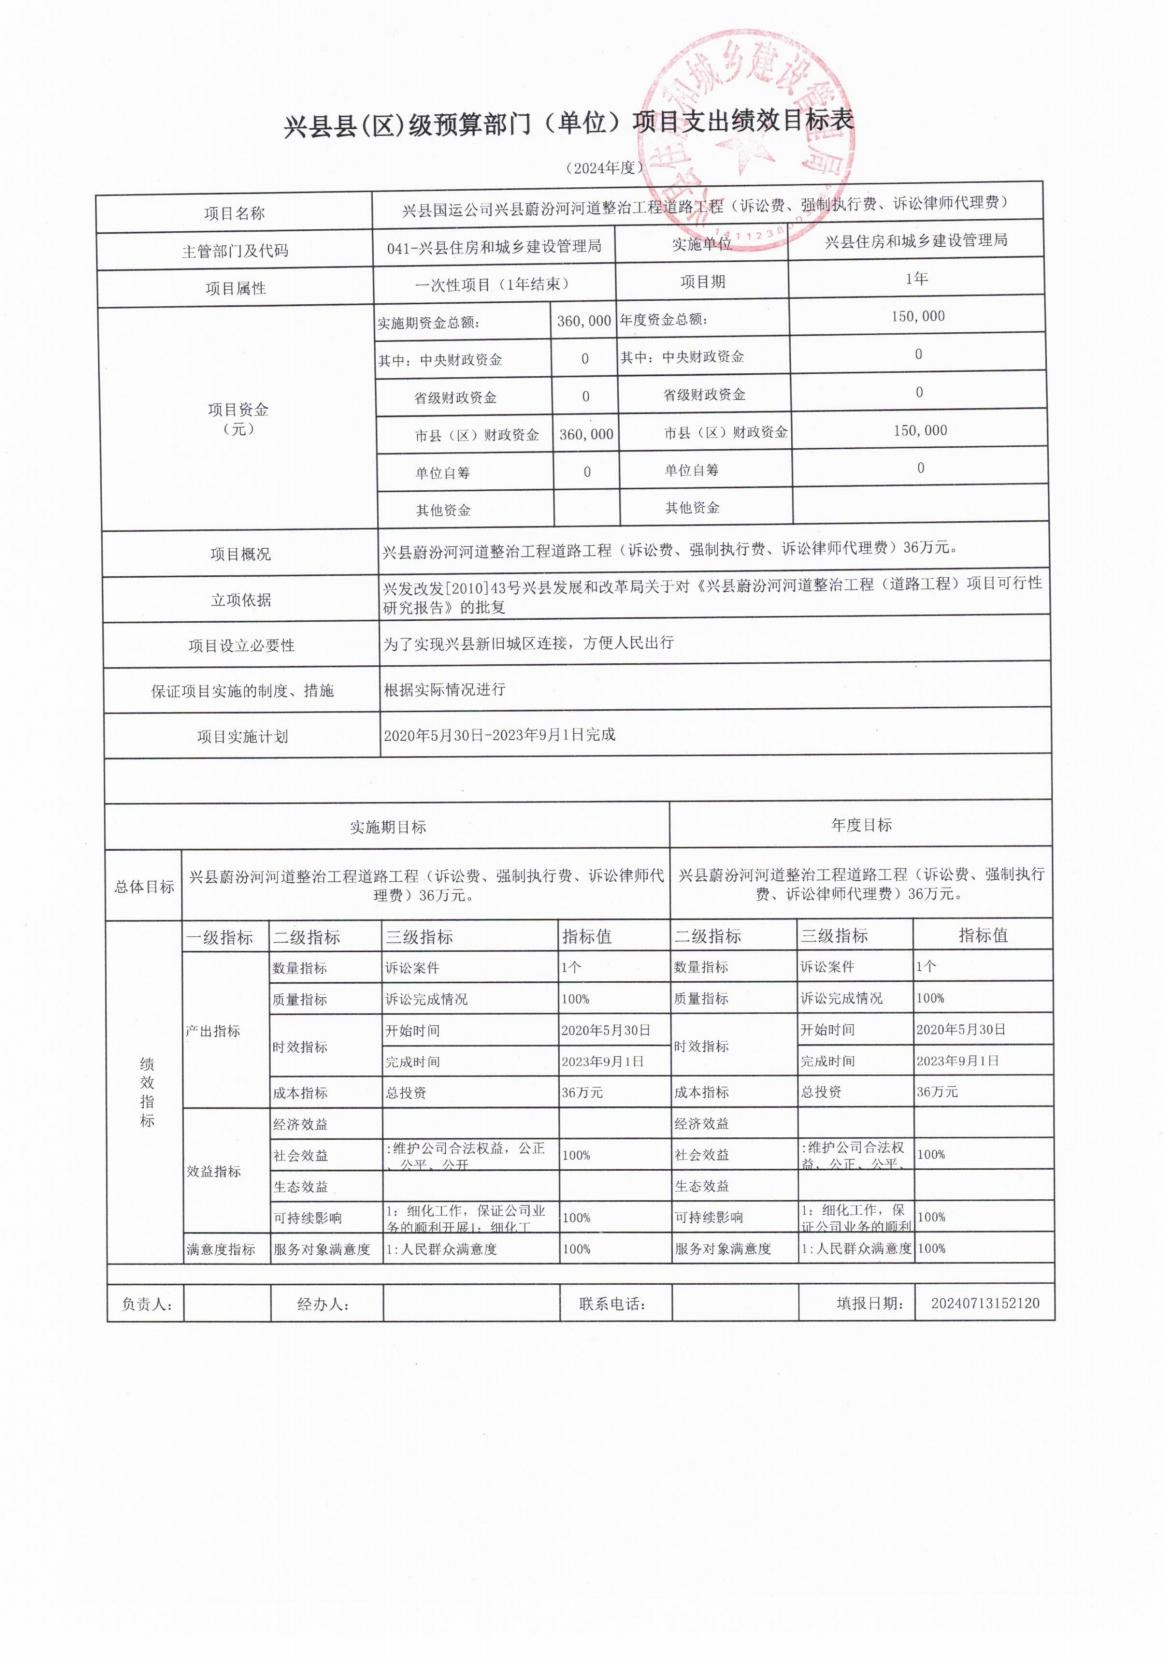 兴县县(区)级预算部门（单位）项目支出绩效目标表
（2024年度）
项目名称 兴县国运公司兴县蔚汾河河道整治工程道路工程（诉讼费、强制执行费、诉讼律师代理费）
主管部门及代码 041-兴县住房和城乡建设管理局 实施单位 兴县住房和城乡建设管理局
项目属性 一次性项目（1年结束） 项目期 1年
项目资金
（元）
实施期资金总额： 360,000 年度资金总额： 150,000
其中：中央财政资金 0 其中：中央财政资金 0
省级财政资金 0 省级财政资金 0
市县（区）财政资金 360,000 市县（区）财政资金 150,000
单位自筹 0 单位自筹 0
其他资金 其他资金
项目概况 兴县蔚汾河河道整治工程道路工程（诉讼费、强制执行费、诉讼律师代理费）36万元。
立项依据 兴发改发[2010]43号兴县发展和改革局关于对《兴县蔚汾河河道整治工程（道路工程）项目可行性
研究报告》的批复
项目设立必要性 为了实现兴县新旧城区连接，方便人民出行
保证项目实施的制度、措施 根据实际情况进行
项目实施计划 2020年5月30日-2023年9月1日完成
实施期目标 年度目标
总体目标 兴县蔚汾河河道整治工程道路工程（诉讼费、强制执行费、诉讼律师代
理费）36万元。
兴县蔚汾河河道整治工程道路工程（诉讼费、强制执行
费、诉讼律师代理费）36万元。
绩效指标
一级指标 二级指标 三级指标 指标值 二级指标 三级指标 指标值
产出指标
数量指标 诉讼案件 1个 数量指标 诉讼案件 1个
质量指标 诉讼完成情况 100% 质量指标 诉讼完成情况 100%
时效指标 开始时间 2020年5月30日 时效指标 开始时间 2020年5月30日
完成时间 2023年9月1日 完成时间 2023年9月1日
成本指标 总投资 36万元 成本指标 总投资 36万元
效益指标
经济效益 经济效益
社会效益 :维护公司合法权益，公正
、公平、公开 100% 社会效益 :维护公司合法权
益，公正、公平、 100%
生态效益 生态效益
可持续影响 1：细化工作，保证公司业
务的顺利开展1：细化工 100% 可持续影响 1：细化工作，保
证公司业务的顺利 100%
满意度指标 服务对象满意度 1:人民群众满意度 100% 服务对象满意度 1:人民群众满意度 100%
负责人： 经办人： 联系电话： 填报日期： 20240713152120
兴县住房和城乡建设管理局